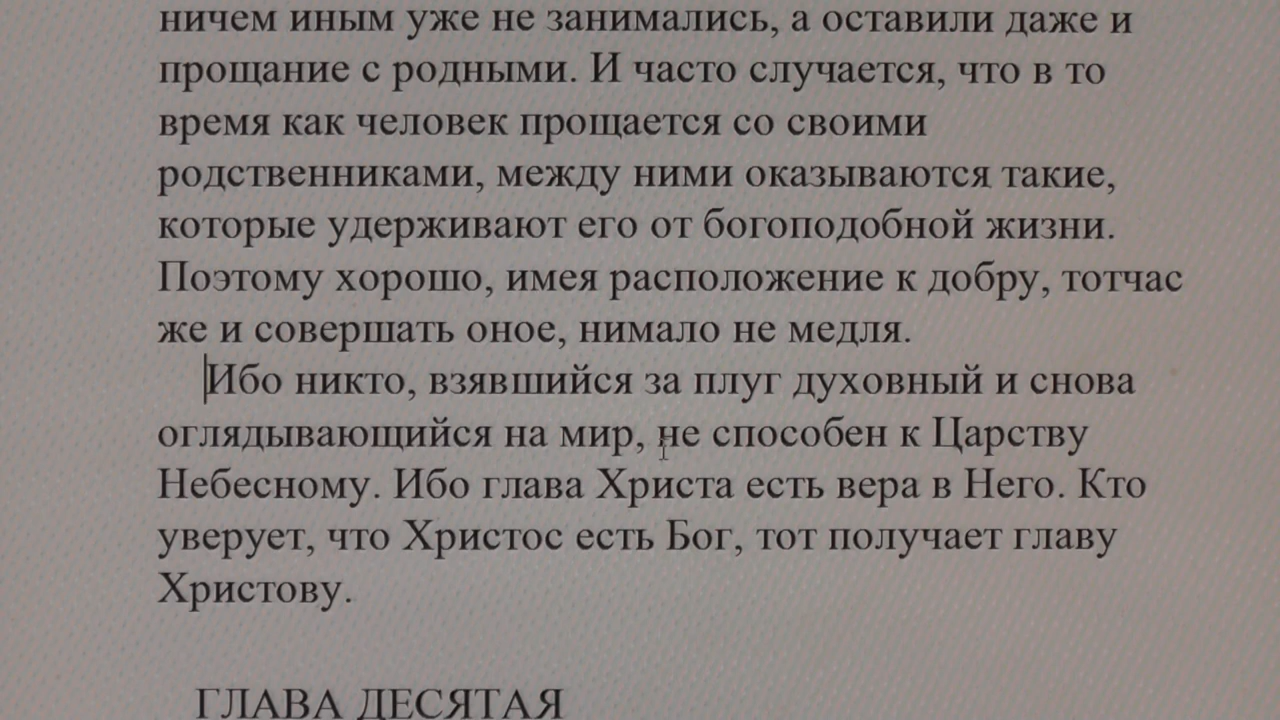 ничем иным уже не занимались, а оставили даже и
прощание с родными. И часто случается, что в то
время как человек прощается со своими
родственниками, между ними оказываются такие,
которые удерживают его от богоподобной жизни.
Поэтому хорошо, имея расположение к добру, тотчас
же и совершать оное, нимало не медля.
Ибо никто, взявшийся за плуг духовный и снова
оглядывающийся на мир, не способен к Царству
Небесному. Ибо глава Христа есть вера в Него. Кто
уверует, что Христос есть Бог, тот получает главу
Христову.
ГЛАВА ДЕСЯТАЯ